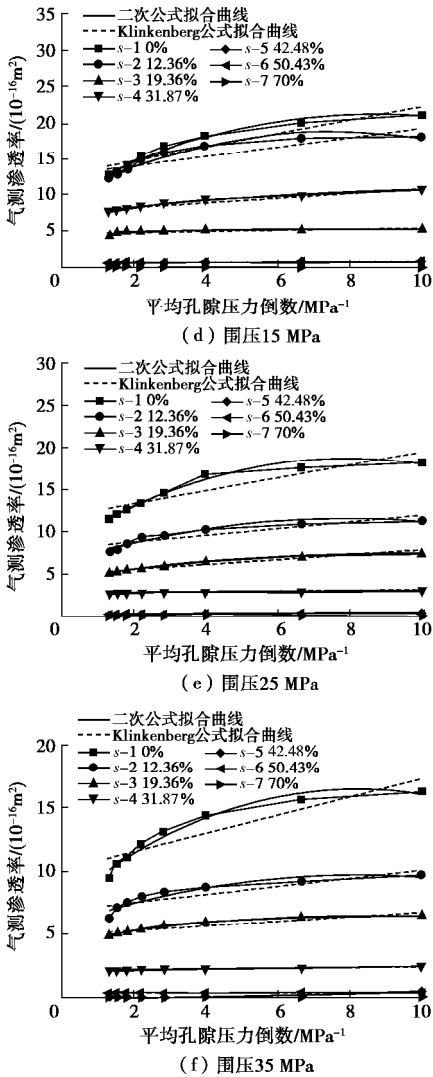 35
30
25
20
15
10
5
0
二次公式拟合曲线
Klinkenberg公式拟合曲线
s-1 0% s-5 42.48%
s-2 12.36% s-6 50.43%
s-3 19.36% s-7 70%
s-4 31.87%
气测渗透率/(10⁻¹⁶m²)
2 4 6 8 10
平均孔隙压力倒数/MPa⁻¹
(d) 围压15 MPa
30
25
20
15
10
5
0
二次公式拟合曲线
Klinkenberg公式拟合曲线
s-1 0% s-5 42.48%
s-2 12.36% s-6 50.43%
s-3 19.36% s-7 70%
s-4 31.87%
气测渗透率/(10⁻¹⁶m²)
2 4 6 8 10
平均孔隙压力倒数/MPa⁻¹
(e) 围压25 MPa
20
15
10
5
0
二次公式拟合曲线
Klinkenberg公式拟合曲线
s-1 0% s-5 42.48%
s-2 12.36% s-6 50.43%
s-3 19.36% s-7 70%
s-4 31.87%
气测渗透率/(10⁻¹⁶m²)
2 4 6 8 10
平均孔隙压力倒数/MPa⁻¹
(f) 围压35 MPa